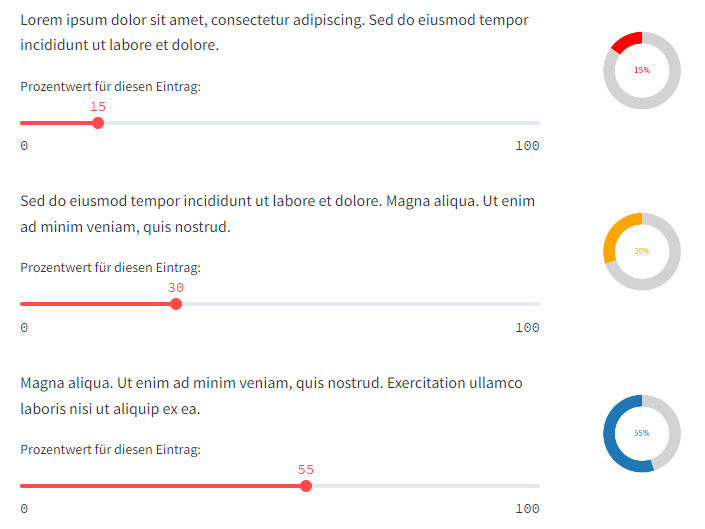 Lorem ipsum dolor sit amet, consectetur adipiscing. Sed do eiusmod tempor
incididunt ut labore et dolore.
Prozentwert für diesen Eintrag:
15
0 100
15%
Sed do eiusmod tempor incididunt ut labore et dolore. Magna aliqua. Ut enim
ad minim veniam, quis nostrud.
Prozentwert für diesen Eintrag:
30
0 100
30%
Magna aliqua. Ut enim ad minim veniam, quis nostrud. Exercitation ullamco
laboris nisi ut aliquip ex ea.
Prozentwert für diesen Eintrag:
55
0 100
55%